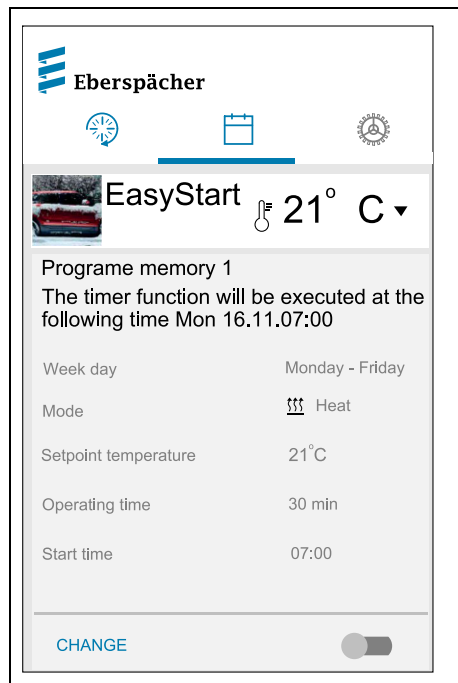 Eberspächer
EasyStart 21° C
Programe memory 1
The timer function will be executed at the
following time Mon 16.11.07:00
Week day Monday - Friday
Mode Heat
Setpoint temperature 21°C
Operating time 30 min
Start time 07:00
CHANGE